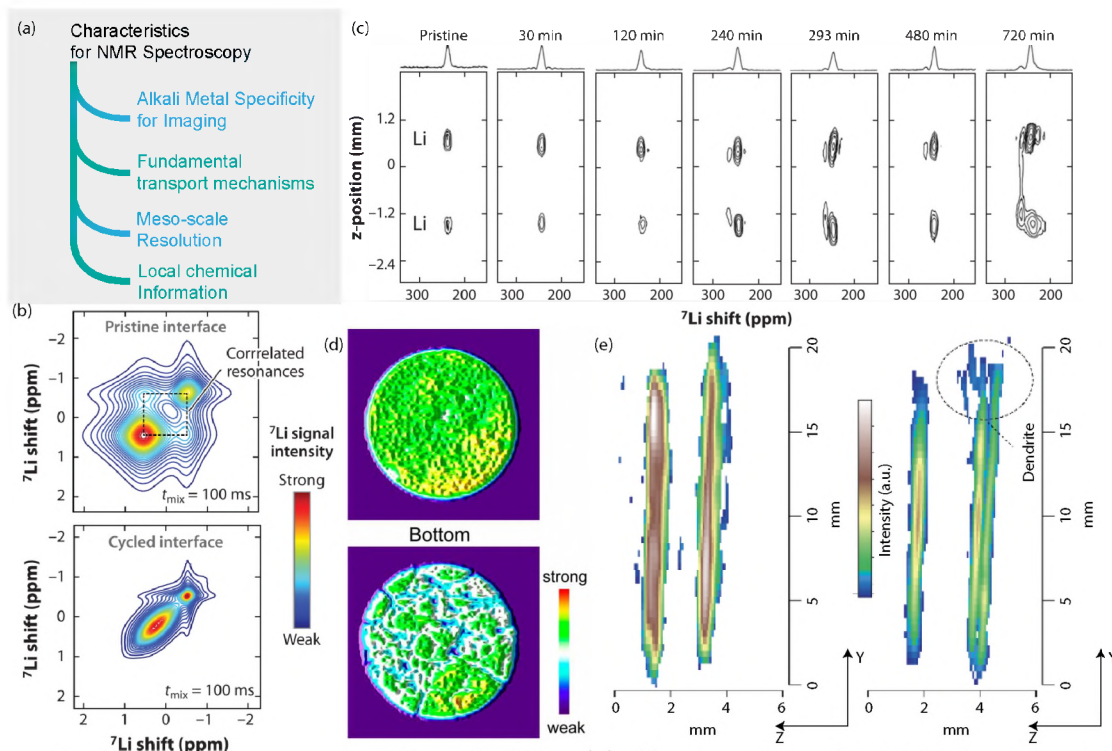 (a)
Characteristics
for NMR Spectroscopy
Alkali Metal Specificity
for Imaging
Fundamental
transport mechanisms
Meso-scale
Resolution
Local chemical
Information
(c)
Pristine 30 min 120 min 240 min 293 min 480 min 720 min
z-position (mm)
1.2
0
−1.2
−2.4
Li
Li
300 200 300 200 300 200 300 200 300 200 300 200 300 200
⁷Li shift (ppm)
(b)
Pristine interface
Corrrelated
resonances
⁷Li shift (ppm)
−2
−1
0
1
2
tmix = 100 ms
⁷Li signal
intensity
Strong
Weak
Cycled interface
⁷Li shift (ppm)
−2
−1
0
1
2
tmix = 100 ms
2 1 0 −1 −2
⁷Li shift (ppm)
(d)
Bottom
strong
weak
(e)
20
15
10
5
0
mm
0 2 4 6
mm
Y
Z
Intensity (a.u.)
Dendrite
20
15
10
5
0
mm
0 2 4 6
mm
Y
Z